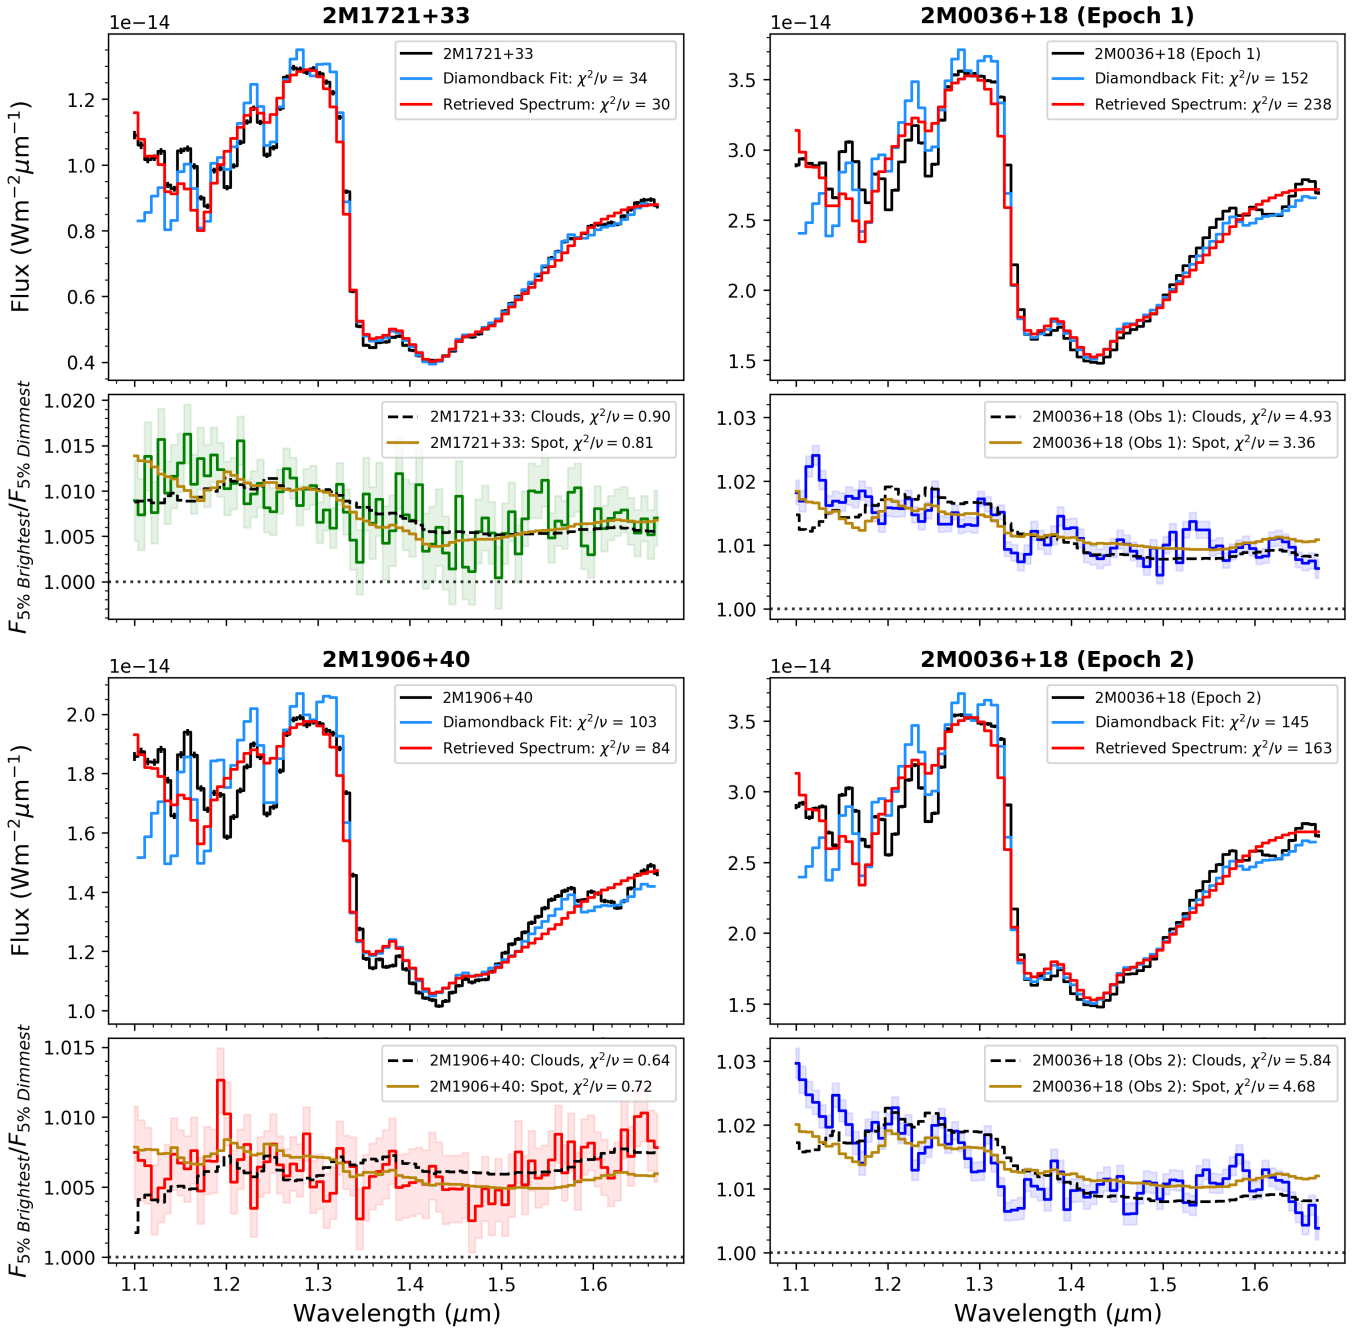 2M1721+33
1e−14
2M1721+33
Diamondback Fit: χ²/ν = 34
Retrieved Spectrum: χ²/ν = 30
Flux (Wm⁻²μm⁻¹)
1.2
1.0
0.8
0.6
0.4
2M0036+18 (Epoch 1)
1e−14
2M0036+18 (Epoch 1)
Diamondback Fit: χ²/ν = 152
Retrieved Spectrum: χ²/ν = 238
3.5
3.0
2.5
2.0
1.5
F5% Brightest/F5% Dimmest
1.020
1.015
1.010
1.005
1.000
2M1721+33: Clouds, χ²/ν = 0.90
2M1721+33: Spot, χ²/ν = 0.81
1.03
1.02
1.01
1.00
2M0036+18 (Obs 1): Clouds, χ²/ν = 4.93
2M0036+18 (Obs 1): Spot, χ²/ν = 3.36
2M1906+40
1e−14
2M1906+40
Diamondback Fit: χ²/ν = 103
Retrieved Spectrum: χ²/ν = 84
Flux (Wm⁻²μm⁻¹)
2.0
1.8
1.6
1.4
1.2
1.0
2M0036+18 (Epoch 2)
1e−14
2M0036+18 (Epoch 2)
Diamondback Fit: χ²/ν = 145
Retrieved Spectrum: χ²/ν = 163
3.5
3.0
2.5
2.0
1.5
F5% Brightest/F5% Dimmest
1.015
1.010
1.005
1.000
2M1906+40: Clouds, χ²/ν = 0.64
2M1906+40: Spot, χ²/ν = 0.72
1.1 1.2 1.3 1.4 1.5 1.6
Wavelength (μm)
1.03
1.02
1.01
1.00
2M0036+18 (Obs 2): Clouds, χ²/ν = 5.84
2M0036+18 (Obs 2): Spot, χ²/ν = 4.68
1.1 1.2 1.3 1.4 1.5 1.6
Wavelength (μm)